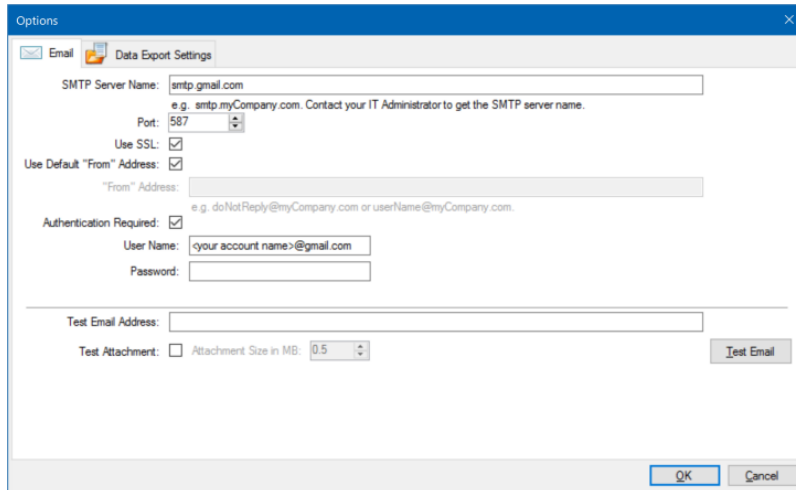 Options
Email Data Export Settings
SMTP Server Name: smtp.gmail.com
e.g. smtp.myCompany.com. Contact your IT Administrator to get the SMTP server name.
Port: 587
Use SSL:
Use Default "From" Address:
"From" Address:
e.g. doNotReply@myCompany.com or userName@myCompany.com.
Authentication Required:
User Name: <your account name>@gmail.com
Password:
Test Email Address:
Test Attachment: Attachment Size in MB: 0.5 Test Email
OK Cancel